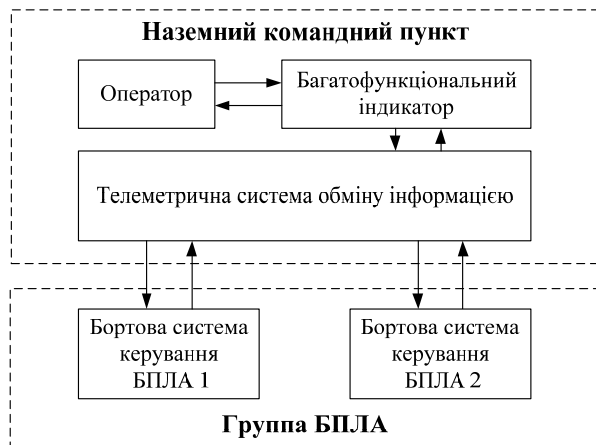 Наземний командний пункт
Оператор
Багатофункціональний
індикатор
Телеметрична система обміну інформацією
Бортова система
керування
БПЛА 1
Бортова система
керування
БПЛА 2
Группа БПЛА